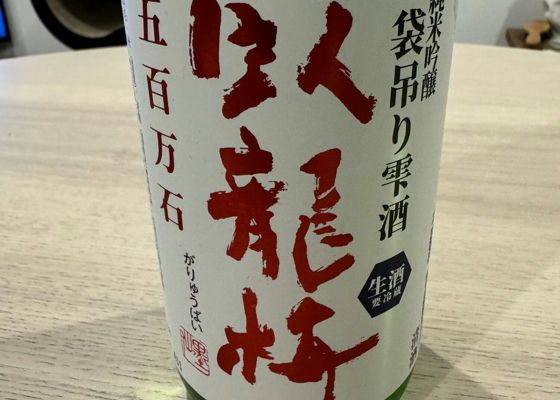 純米吟醸
袋吊り雫酒
臥龍梅
五百万石
がりゅうばい
生酒
要冷蔵